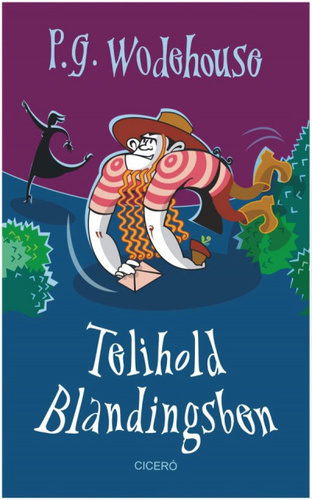 P.G. Wodehouse
Telihold
Blandingsben
CICERÓ